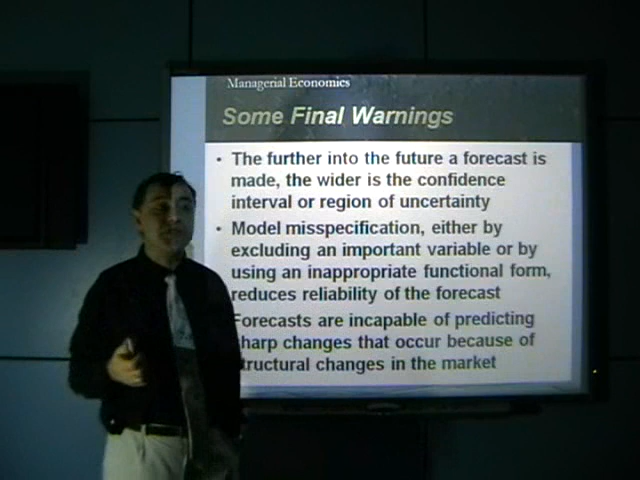 Managerial Economics
Some Final Warnings
• The further into the future a forecast is
made, the wider is the confidence
interval or region of uncertainty
• Model misspecification, either by
excluding an important variable or by
using an inappropriate functional form,
reduces reliability of the forecast
Forecasts are incapable of predicting
harp changes that occur because of
tructural changes in the market